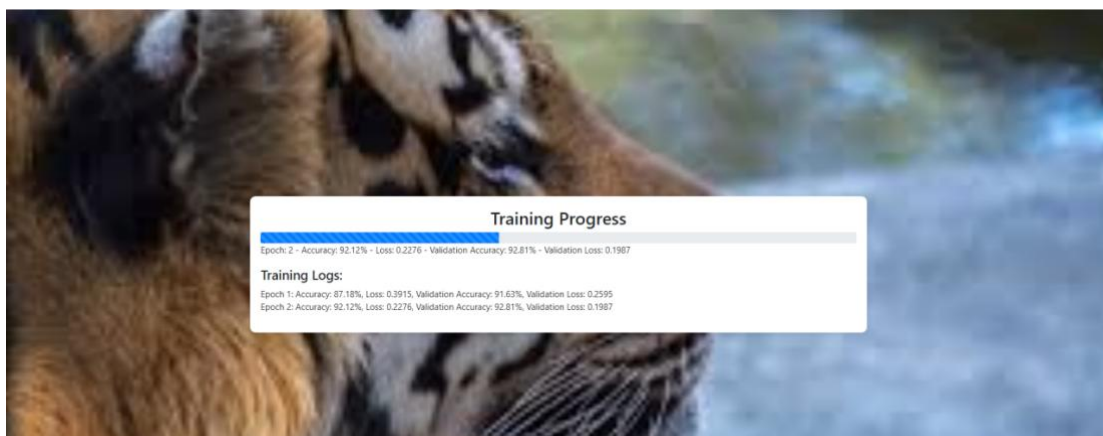 Training Progress
Epoch: 2 - Accuracy: 92.12% - Loss: 0.2276 - Validation Accuracy: 92.81% - Validation Loss: 0.1987
Training Logs:
Epoch 1: Accuracy: 87.18%, Loss: 0.3915, Validation Accuracy: 91.63%, Validation Loss: 0.2595
Epoch 2: Accuracy: 92.12%, Loss: 0.2276, Validation Accuracy: 92.81%, Validation Loss: 0.1987